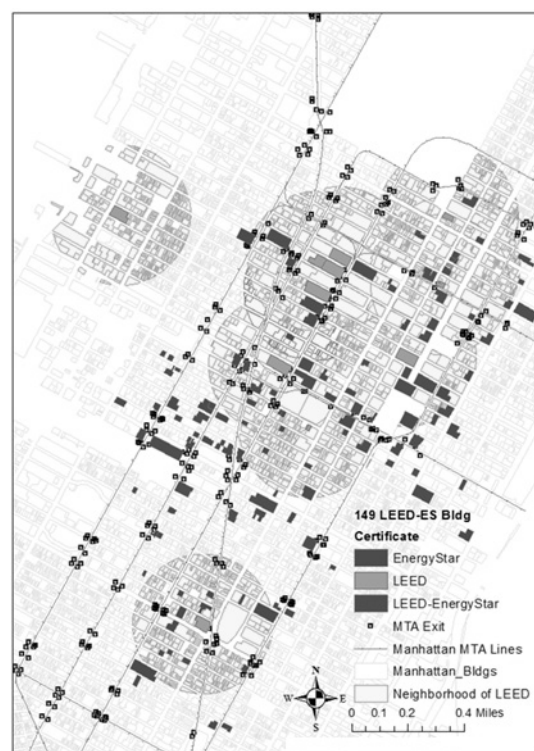 149 LEED-ES Bldg
Certificate
EnergyStar
LEED
LEED-EnergyStar
MTA Exit
Manhattan MTA Lines
Manhattan_Bldgs
Neighborhood of LEED
N
W E
S
0 0.1 0.2 0.4 Miles